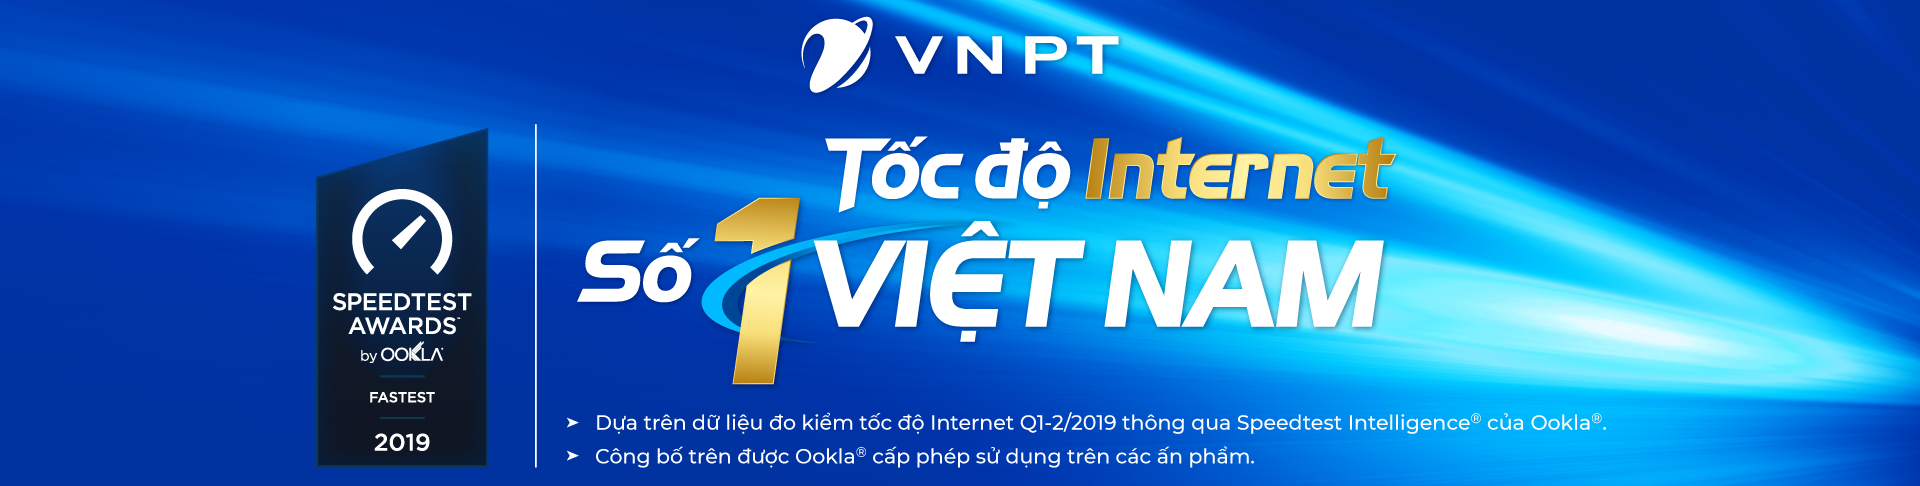 VNPT
SPEEDTEST
AWARDS™
by OOKLA®
FASTEST
2019
Tốc độ Internet
Số 1 VIỆT NAM
➤ Dựa trên dữ liệu đo kiểm tốc độ Internet Q1-2/2019 thông qua Speedtest Intelligence® của Ookla®.
➤ Công bố trên được Ookla® cấp phép sử dụng trên các ấn phẩm.